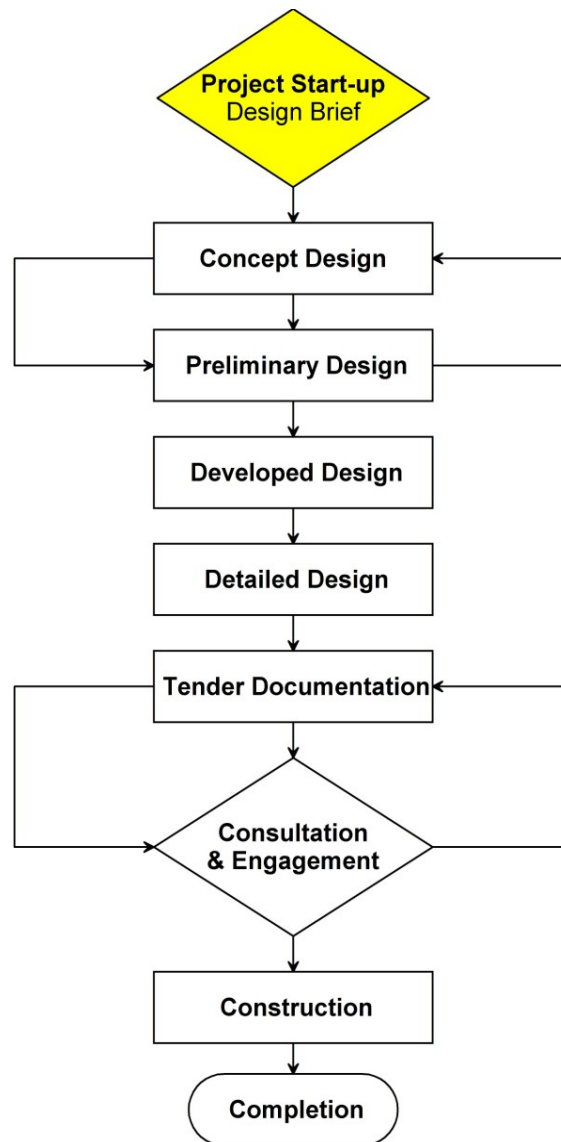 Project Start-up
Design Brief
Concept Design
Preliminary Design
Developed Design
Detailed Design
Tender Documentation
Consultation
& Engagement
Construction
Completion